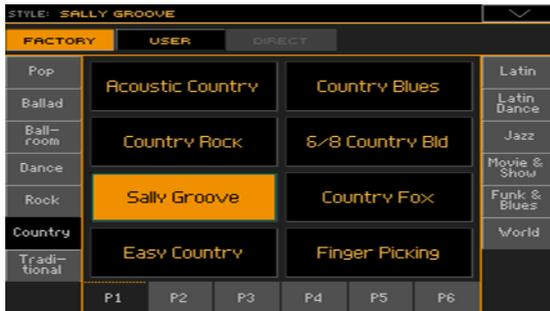 STYLE: SALLY GROOVE
FACTORY USER DIRECT
Pop
Ballad
Ball-
room
Dance
Rock
Country
Tradi-
tional
Acoustic Country Country Blues
Country Rock 6/8 Country Bld
Sally Groove Country Fox
Easy Country Finger Picking
Latin
Latin
Dance
Jazz
Movie &
Show
Funk &
Blues
World
P1 P2 P3 P4 P5 P6